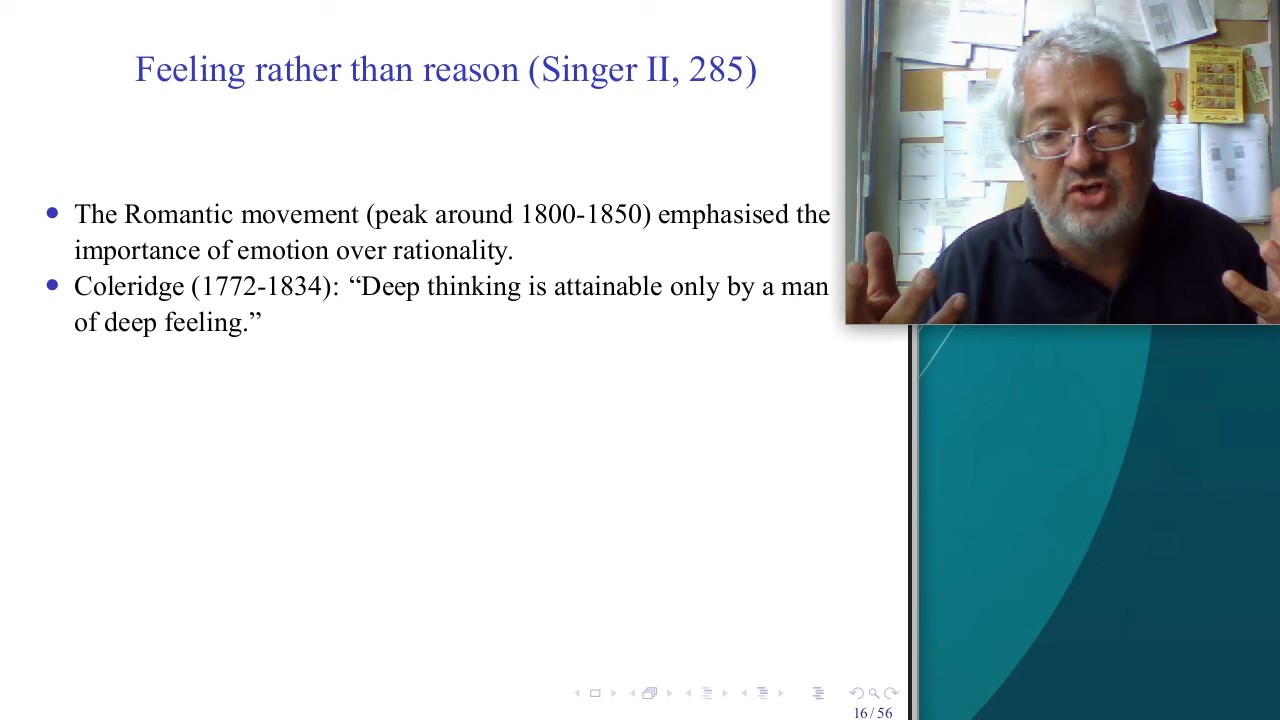 Feeling rather than reason (Singer II, 285)
• The Romantic movement (peak around 1800-1850) emphasised the
importance of emotion over rationality.
• Coleridge (1772-1834): “Deep thinking is attainable only by a man
of deep feeling.”
16 / 56